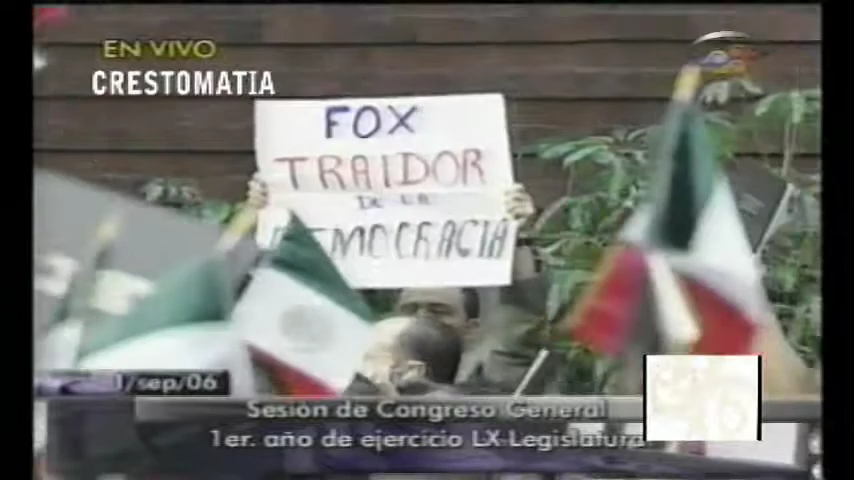 EN VIVO
CRESTOMATIA
FOX
TRAIDOR
DE LA
DEMOCRACIA
1/sep/06
Sesión de Congreso General
1er. año de ejercicio LX Legislatura